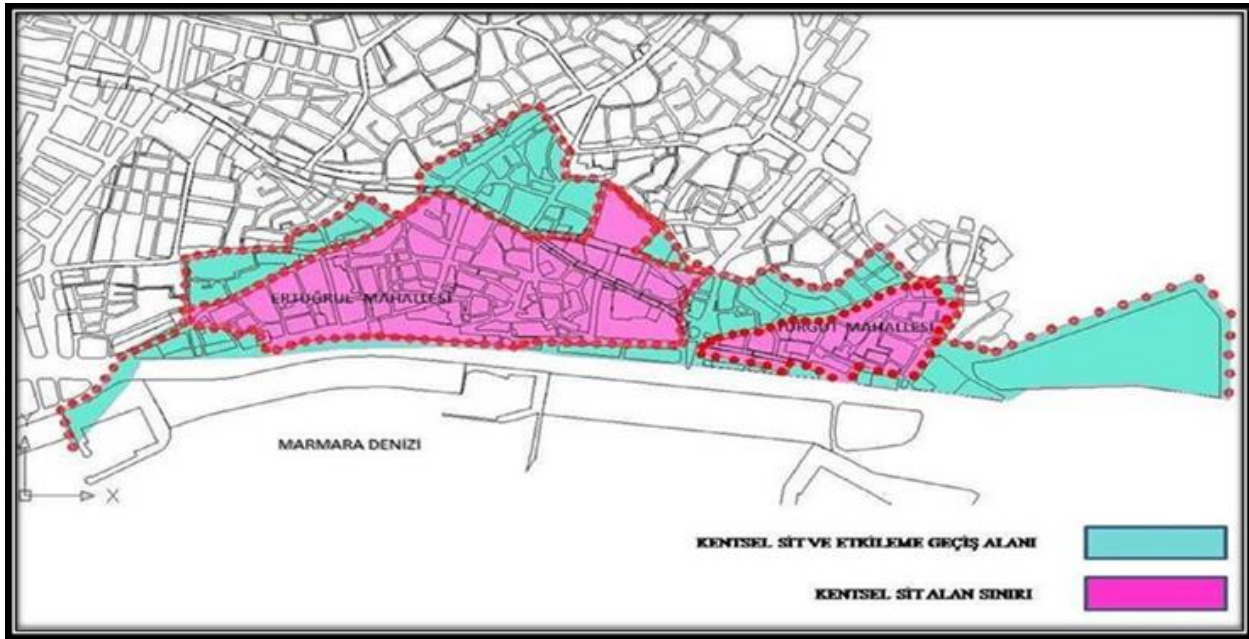 ERTUĞRUL MAHALLESİ
TURGUT MAHALLESİ
MARMARA DENİZİ
X
KENTSEL SİT VE ETKİLEME GEÇİŞ ALANI
KENTSEL SİT ALAN SINIRI